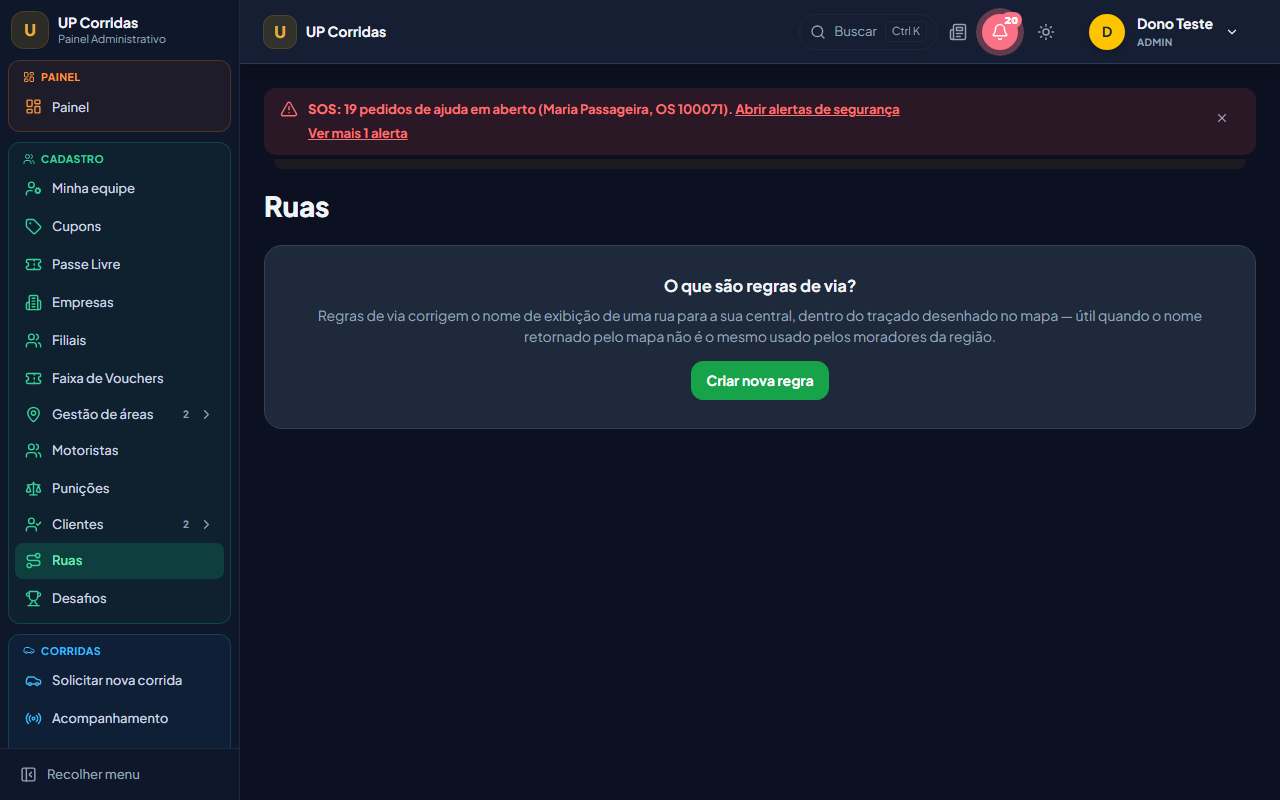 U
UP Corridas
Painel Administrativo
PAINEL
Painel
CADASTRO
Minha equipe
Cupons
Passe Livre
Empresas
Filiais
Faixa de Vouchers
Gestão de áreas 2
Motoristas
Punições
Clientes 2
Ruas
Desafios
CORRIDAS
Solicitar nova corrida
Acompanhamento
Recolher menu
U UP Corridas
Buscar Ctrl K
20
D
Dono Teste
ADMIN
SOS: 19 pedidos de ajuda em aberto (Maria Passageira, OS 100071). Abrir alertas de segurança
Ver mais 1 alerta
Ruas
O que são regras de via?
Regras de via corrigem o nome de exibição de uma rua para a sua central, dentro do traçado desenhado no mapa — útil quando o nome
retornado pelo mapa não é o mesmo usado pelos moradores da região.
Criar nova regra